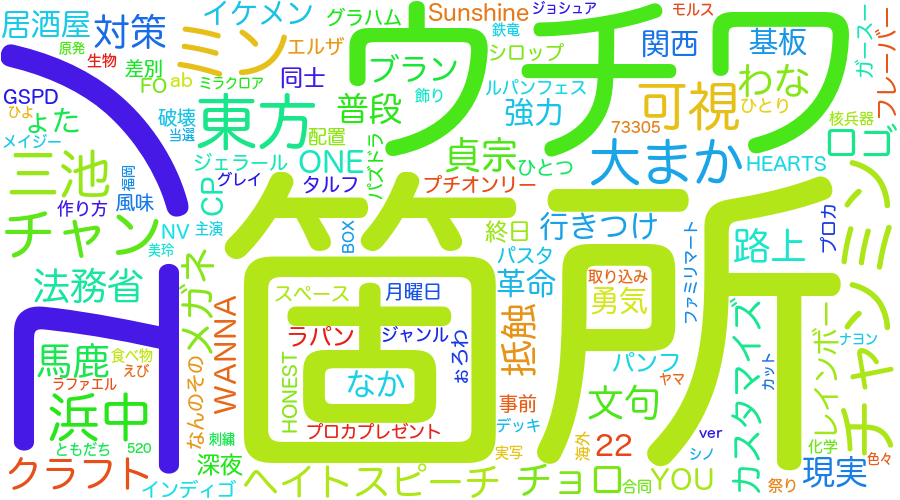 居酒屋
対策
イケメン
グラハム
Sunshine
ジョシュア
モルス
ガースー
フレーバー
原発
生物
差別
ミン
エルザ
鉄竜
シロップ
関西
基板
GSPD
FO
ab
ミラクロア
同士
ブラン
ウチワ
ルパンフェス
わな
ひとり
ひよ
ょた
メイジー
破壊
当選
東方
普段
飾り
強力
可視
73305
核兵器
ロゴ
配置
パズドラ
貞宗
ひとつ
大まか
HEARTS
三池
福岡
風味
CP
ジェラール
グレイ
ONE
タルフ
プチオンリー
作り方
チャン
NV
主演
美玲
BOX
箇所
終日
行きつけ
路上
プロカ
ミン
法務省
メガネ
スペース
月曜日
パスタ
革命
取り込み
勇気
ファミリマート
カスタマイズ
レインボー
チャン
ナヨン
WANNA
ラパン
ジャンル
おろわ
抵触
馬鹿
食べ物
えび
ラファエル
なんのその
HONEST
なか
パンフ
ヤマ
カット
浜中
プロカプレゼント
事前
デッキ
文句
ともだち
520
刺繍
実写
海外
22
ver
シノ
化学
色々
クラフト
深夜
インディゴ
ヘイトスピーチ
チョロ
合同
YOU
祭り
現実